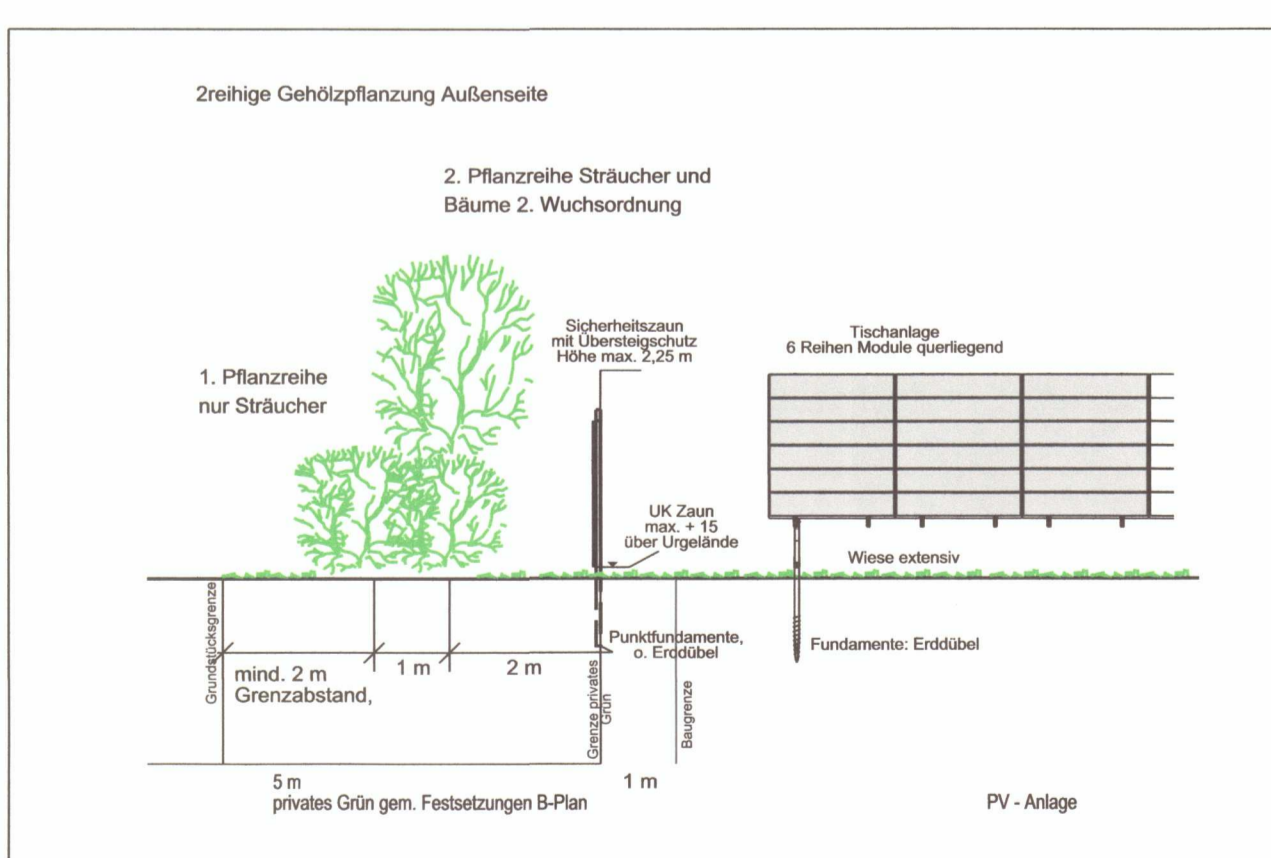 2reihige Gehölzpflanzung Außenseite
2. Pflanzreihe Sträucher und
Bäume 2. Wuchsordnung
1. Pflanzreihe
nur Sträucher
Sicherheitszaun
mit Übersteigschutz
Höhe max. 2,25 m
Tischanlage
6 Reihen Module querliegend
UK Zaun
max. + 15
über Urgelände
Wiese extensiv
Grundstücksgrenze
mind. 2 m
Grenzabstand,
1 m
2 m
Punktfundamente,
o. Erddübel
Fundamente: Erddübel
Grenze privates
Grün
Baugrenze
5 m
privates Grün gem. Festsetzungen B-Plan
1 m
PV - Anlage